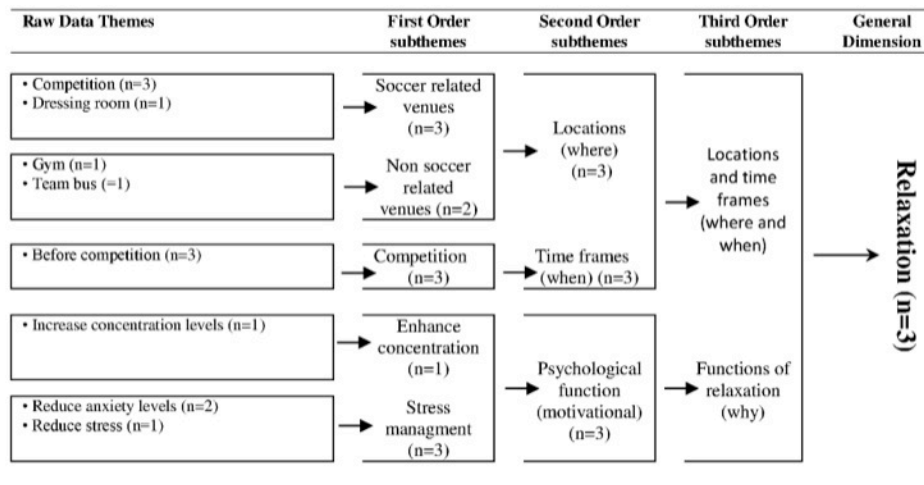 Raw Data Themes
First Order
subthemes
Second Order
subthemes
Third Order
subthemes
General
Dimension
• Competition (n=3)
• Dressing room (n=1)
Soccer related
venues
(n=3)
• Gym (n=1)
• Team bus (=1)
Non soccer
related
venues (n=2)
Locations
(where)
(n=3)
• Before competition (n=3)
Competition
(n=3)
Time frames
(when) (n=3)
Locations
and time
frames
(where and
when)
• Increase concentration levels (n=1)
Enhance
concentration
(n=1)
• Reduce anxiety levels (n=2)
• Reduce stress (n=1)
Stress
managment
(n=3)
Psychological
function
(motivational)
(n=3)
Functions of
relaxation
(why)
Relaxation (n=3)